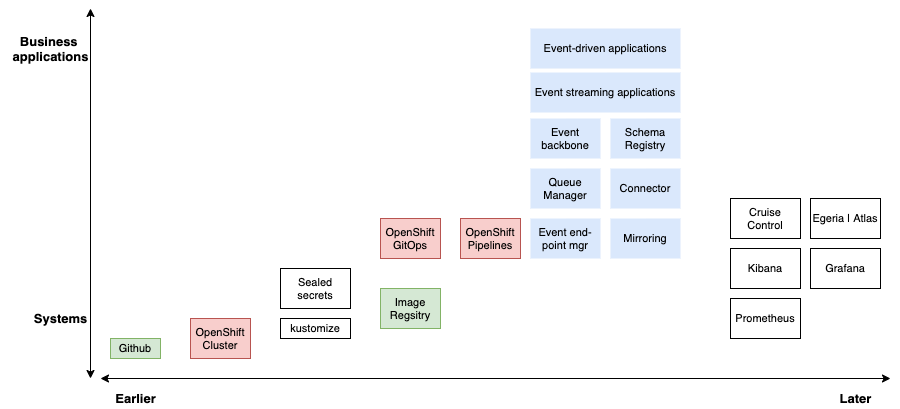 Business
applications
Event-driven applications
Event streaming applications
Event
backbone
Schema
Registry
Queue
Manager
Connector
Event end-
point mgr
Mirroring
OpenShift
GitOps
OpenShift
Pipelines
Cruise
Control
Egeria | Atlas
Kibana
Grafana
Prometheus
Sealed
secrets
kustomize
Image
Regsitry
Systems
Github
OpenShift
Cluster
Earlier
Later